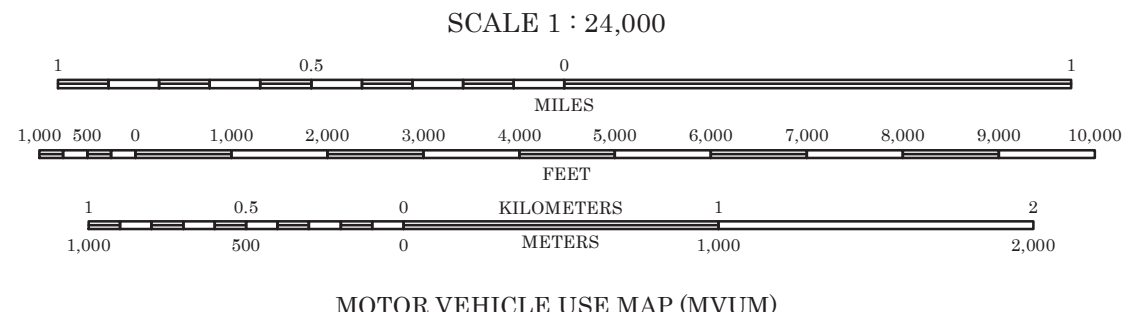 SCALE 1 : 24,000
1 0.5 0 1
MILES
1,000 500 0 1,000 2,000 3,000 4,000 5,000 6,000 7,000 8,000 9,000 10,000
FEET
1 0.5 0 KILOMETERS 1 2
1,000 500 0 METERS 1,000 2,000
MOTOR VEHICLE USE MAP (MVUM)